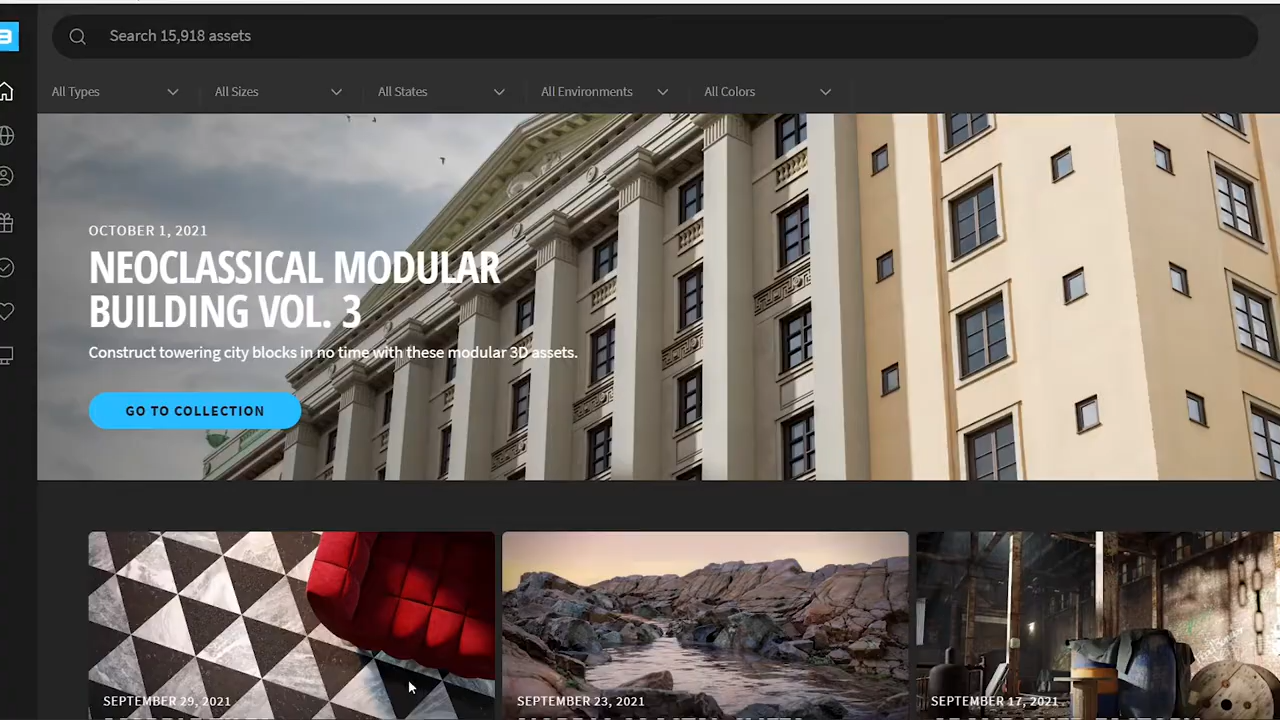 Search 15,918 assets
All Types
All Sizes
All States
All Environments
All Colors
OCTOBER 1, 2021
NEOCLASSICAL MODULAR
BUILDING VOL. 3
Construct towering city blocks in no time with these modular 3D assets.
GO TO COLLECTION
SEPTEMBER 29, 2021
SEPTEMBER 23, 2021
SEPTEMBER 17, 2021